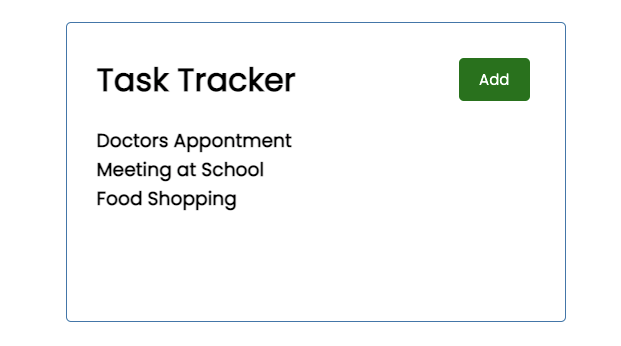 Task Tracker
Add
Doctors Appontment
Meeting at School
Food Shopping